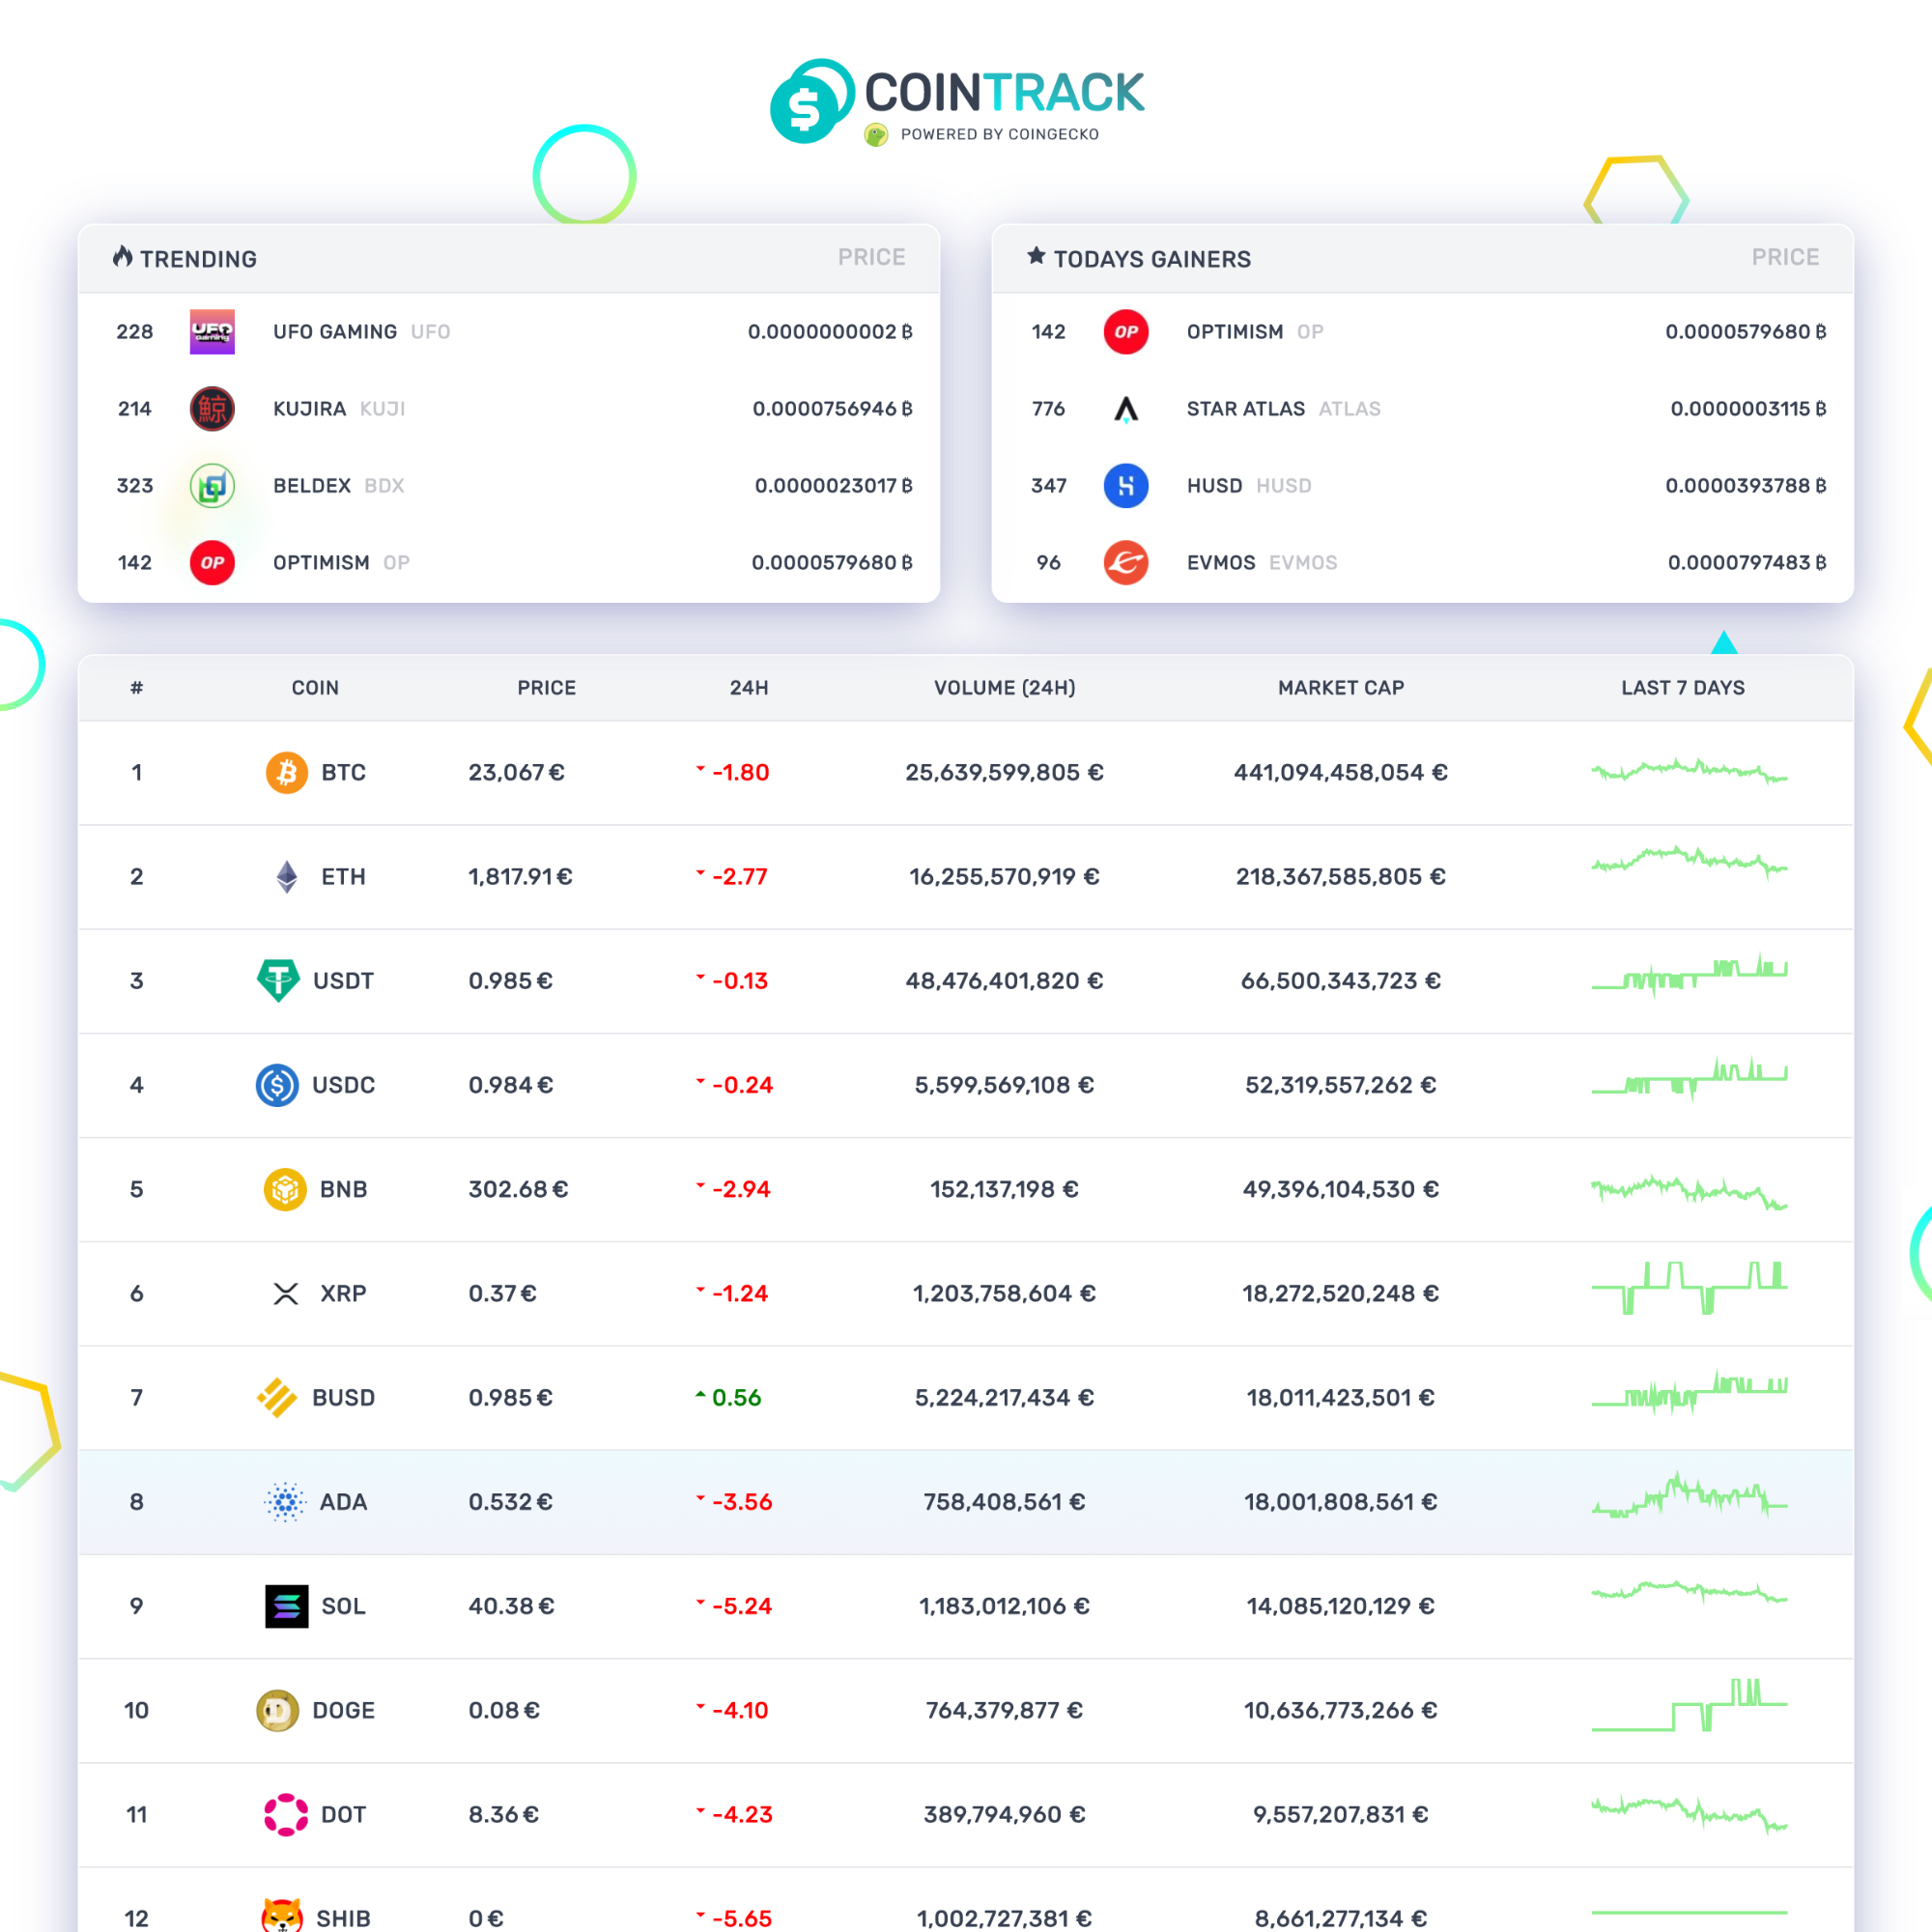 COINTRACK
POWERED BY COINGECKO
TRENDING PRICE
228 UFO Gaming UFO GAMING UFO 0.0000000002 ₿
214 鯨 KUJIRA KUJI 0.0000756946 ₿
323 BELDEX BDX 0.0000023017 ₿
142 OP OPTIMISM OP 0.0000579680 ₿
TODAYS GAINERS PRICE
142 OP OPTIMISM OP 0.0000579680 ₿
776 STAR ATLAS ATLAS 0.0000003115 ₿
347 HUSD HUSD 0.0000393788 ₿
96 EVMOS EVMOS 0.0000797483 ₿
# COIN PRICE 24H VOLUME (24H) MARKET CAP LAST 7 DAYS
1 BTC 23,067 € -1.80 25,639,599,805 € 441,094,458,054 €
2 ETH 1,817.91 € -2.77 16,255,570,919 € 218,367,585,805 €
3 USDT 0.985 € -0.13 48,476,401,820 € 66,500,343,723 €
4 USDC 0.984 € -0.24 5,599,569,108 € 52,319,557,262 €
5 BNB 302.68 € -2.94 152,137,198 € 49,396,104,530 €
6 XRP 0.37 € -1.24 1,203,758,604 € 18,272,520,248 €
7 BUSD 0.985 € 0.56 5,224,217,434 € 18,011,423,501 €
8 ADA 0.532 € -3.56 758,408,561 € 18,001,808,561 €
9 SOL 40.38 € -5.24 1,183,012,106 € 14,085,120,129 €
10 DOGE 0.08 € -4.10 764,379,877 € 10,636,773,266 €
11 DOT 8.36 € -4.23 389,794,960 € 9,557,207,831 €
12 SHIB 0 € -5.65 1,002,727,381 € 8,661,277,134 €